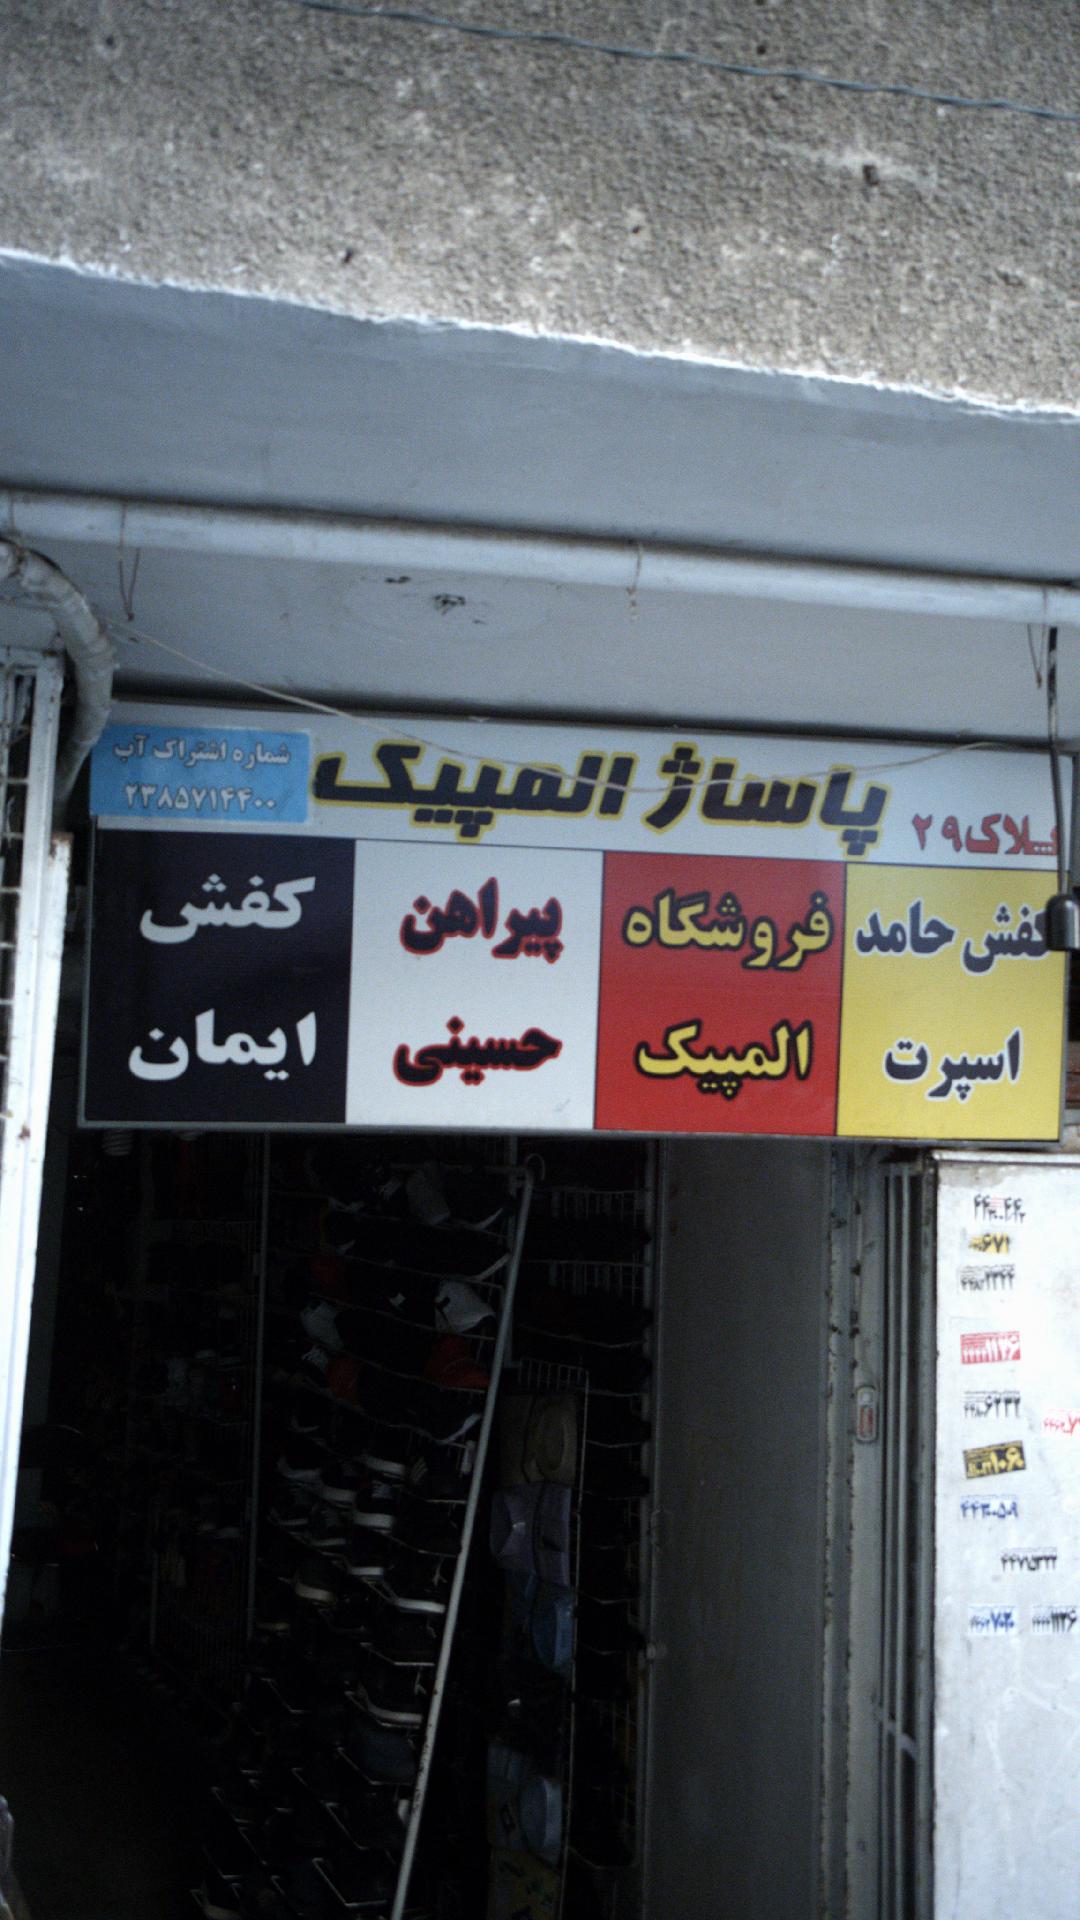 پاساژ المپیک
پلاک ۲۹
شماره اشتراک آب
۲۳۸۵۷۱۴۴۰۰
کفش حامد
اسپرت
فروشگاه
المپیک
پیراهن
حسینی
کفش
ایمان